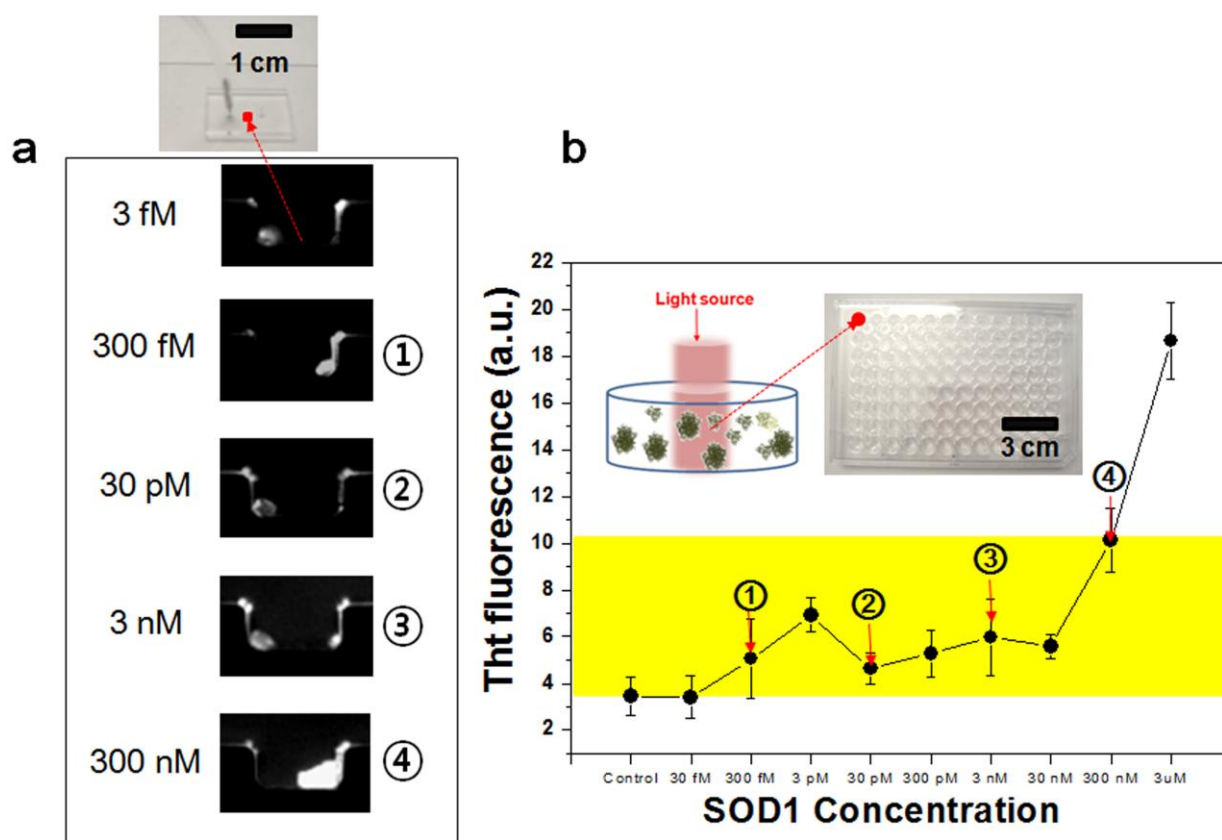 1 cm
a
3 fM
300 fM ①
30 pM ②
3 nM ③
300 nM ④
b
Tht fluorescence (a.u.)
22
20
18
16
14
12
10
8
6
4
2
Light source
3 cm
①
②
③
④
Control 30 fM 300 fM 3 pM 30 pM 300 pM 3 nM 30 nM 300 nM 3uM
SOD1 Concentration